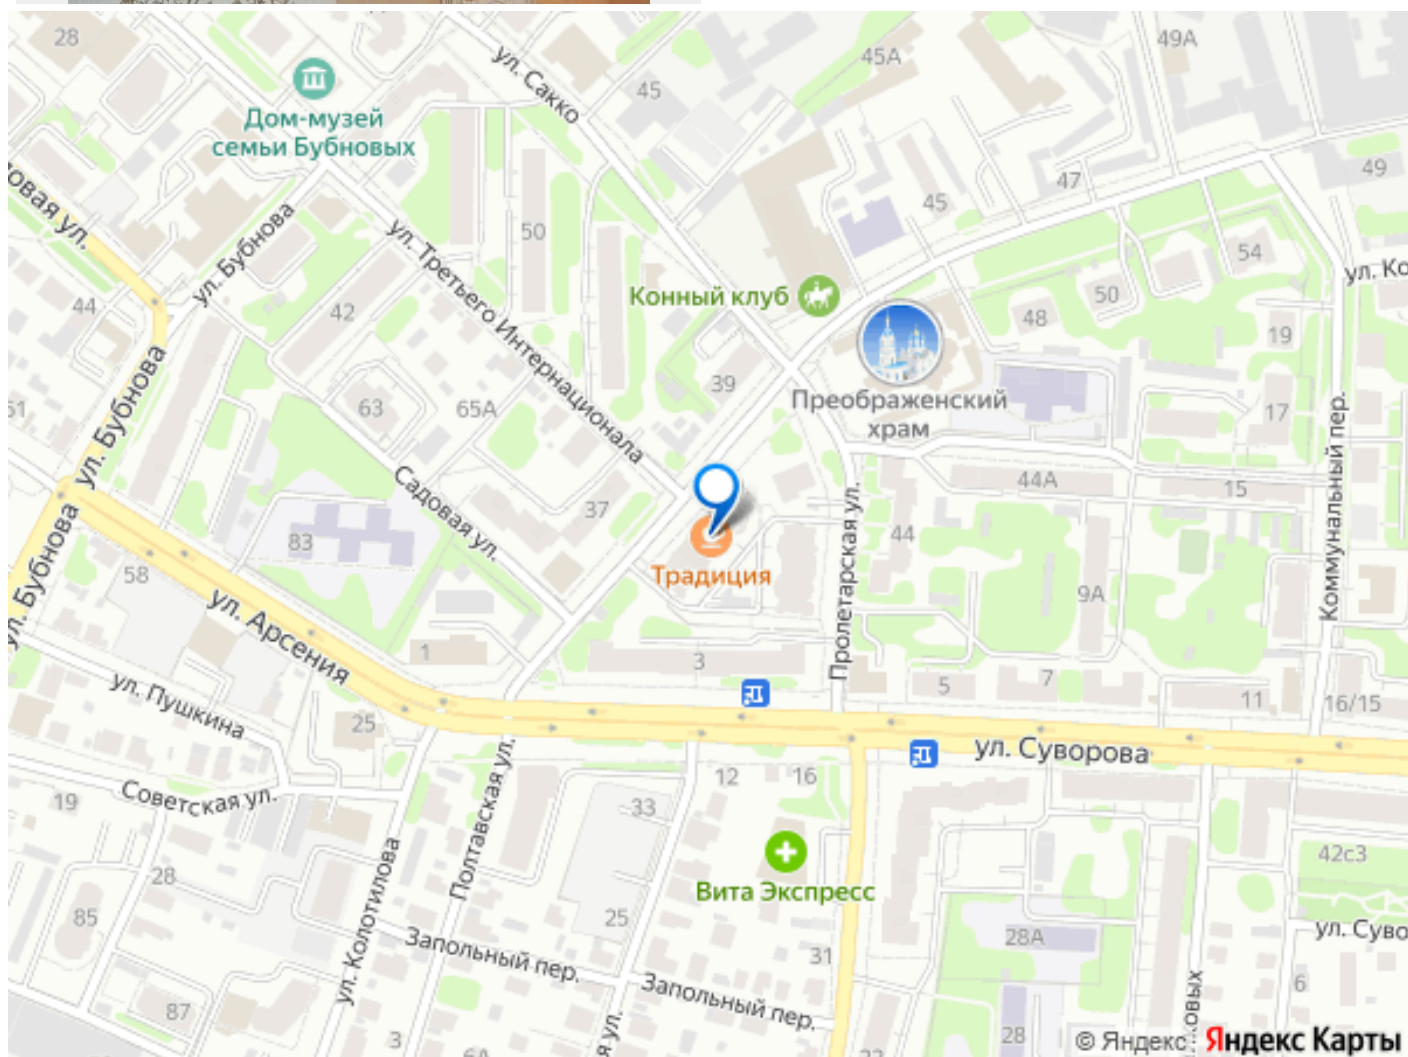 28
ул. Сакко
45
45А
49А
Дом-музей
семьи Бубновых
47
49
45
овая ул.
ул. Бубнова
ул. Третьего Интернационала
50
54
ул. Ко
44
42
Конный клуб
50
48
19
ул. Бубнова
51
63
65А
39
Преображенский
храм
17
Садовая ул.
37
44А
15
Коммунальный пер.
83
Традиция
Пролетарская ул.
44
9А
ул. Бубнова
58
ул. Арсения
1
3
5
7
11
16/15
ул. Пушкина
25
ул. Суворова
Советская ул.
19
Полтавская ул.
12
16
33
28
ул. Колотилова
Вита Экспресс
42с3
85
25
Запольный пер.
28А
ул. Суво
31
87
Запольный пер.
6
3
6А
я ул.
22
28
овых
© Яндекс
Яндекс Карты